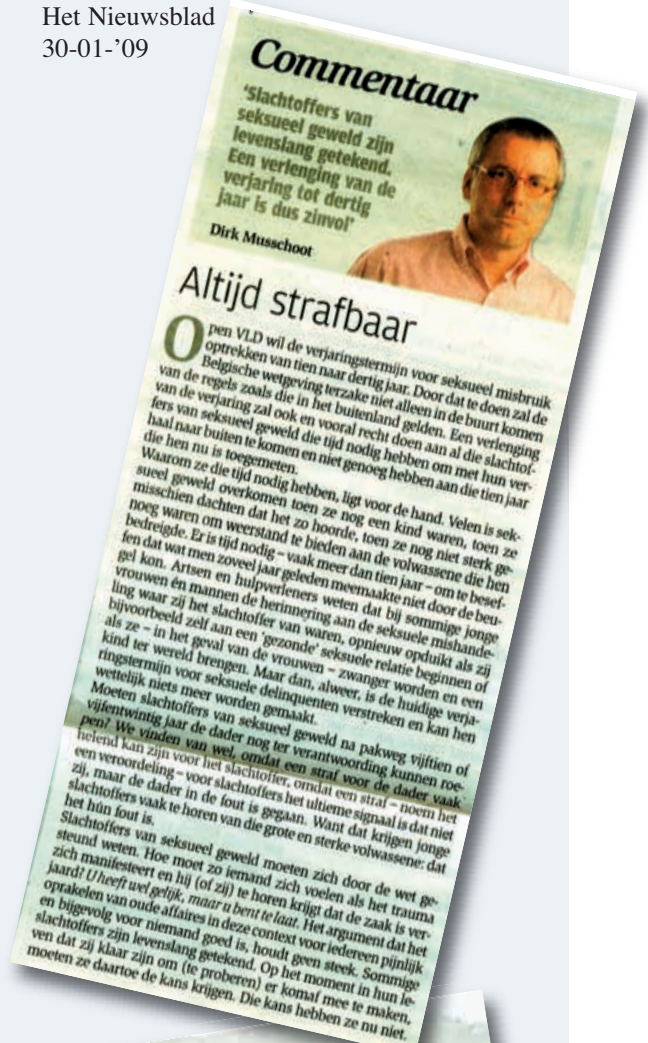 Het Nieuwsblad
30-01-’09
Commentaar
‘Slachtoffers van
seksueel geweld zijn
levenslang getekend.
Een verlenging van de
verjaring tot dertig
jaar is dus zinvol’
Dirk Musschoot
Altijd strafbaar
Open VLD wil de verjaringstermijn voor seksueel misbruik
optrekken van tien naar dertig jaar. Door dat te doen zal de
Belgische wetgeving terzake niet alleen in de buurt komen
van de regels zoals die in het buitenland gelden. Een verlenging
van de verjaring zal ook en vooral recht doen aan al die slachtof-
fers van seksueel geweld die tijd nodig hebben om met hun ver-
haal naar buiten te komen en niet genoeg hebben aan die tien jaar
die hen nu is toegemeten.
Waarom ze die tijd nodig hebben, ligt voor de hand. Velen is sek-
sueel geweld overkomen toen ze nog een kind waren, toen ze
misschien dachten dat het zo hoorde, toen ze nog niet sterk ge-
noeg waren om weerstand te bieden aan de volwassene die hen
bedreigde. Er is tijd nodig – vaak meer dan tien jaar – om te besef-
fen dat wat men zoveel jaar geleden meemaakte niet door de beu-
gel kon. Artsen en hulpverleners weten dat bij sommige jonge
vrouwen én mannen de herinnering aan de seksuele mishande-
ling waar zij het slachtoffer van waren, opnieuw opduikt als zij
bijvoorbeeld zelf aan een ‘gezonde’ seksuele relatie beginnen of
als ze – in het geval van de vrouwen – zwanger worden en een
kind ter wereld brengen. Maar dan, alweer, is de huidige verja-
ringstermijn voor seksuele delinquenten verstreken en kan hen
wettelijk niets meer worden gemaakt.
Moeten slachtoffers van seksueel geweld na pakweg vijftien of
vijfentwintig jaar de dader nog ter verantwoording kunnen roe-
pen? We vinden van wel, omdat een straf voor de dader vaak
helend kan zijn voor het slachtoffer, omdat een straf – noem het
een veroordeling – voor slachtoffers het ultieme signaal is dat niet
zij, maar de dader in de fout is gegaan. Want dat krijgen jonge
slachtoffers vaak te horen van die grote en sterke volwassene: dat
het hún fout is.
Slachtoffers van seksueel geweld moeten zich door de wet ge-
steund weten. Hoe moet zo iemand zich voelen als het trauma
zich manifesteert en hij (of zij) te horen krijgt dat de zaak is ver-
jaard? U heeft wel gelijk, maar u bent te laat. Het argument dat het
oprakelen van oude affaires in deze context voor iedereen pijnlijk
en bijgevolg voor niemand goed is, houdt geen steek. Sommige
slachtoffers zijn levenslang getekend. Op het moment in hun le-
ven dat zij klaar zijn om (te proberen) er komaf mee te maken,
moeten ze daartoe de kans krijgen. Die kans hebben ze nu niet.